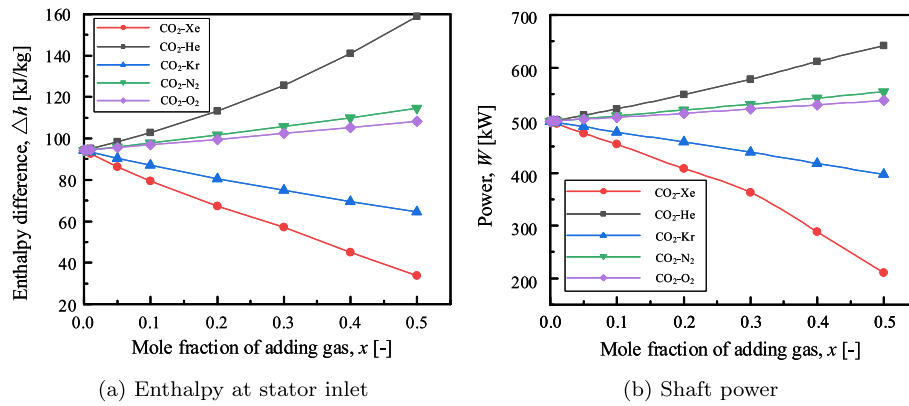 160
140
120
100
80
60
40
20
0.0 0.1 0.2 0.3 0.4 0.5
Enthalpy difference, △h [kJ/kg]
Mole fraction of adding gas, x [-]
CO₂-Xe
CO₂-He
CO₂-Kr
CO₂-N₂
CO₂-O₂
(a) Enthalpy at stator inlet
700
600
500
400
300
200
0.0 0.1 0.2 0.3 0.4 0.5
Power, W [kW]
Mole fraction of adding gas, x [-]
CO₂-Xe
CO₂-He
CO₂-Kr
CO₂-N₂
CO₂-O₂
(b) Shaft power